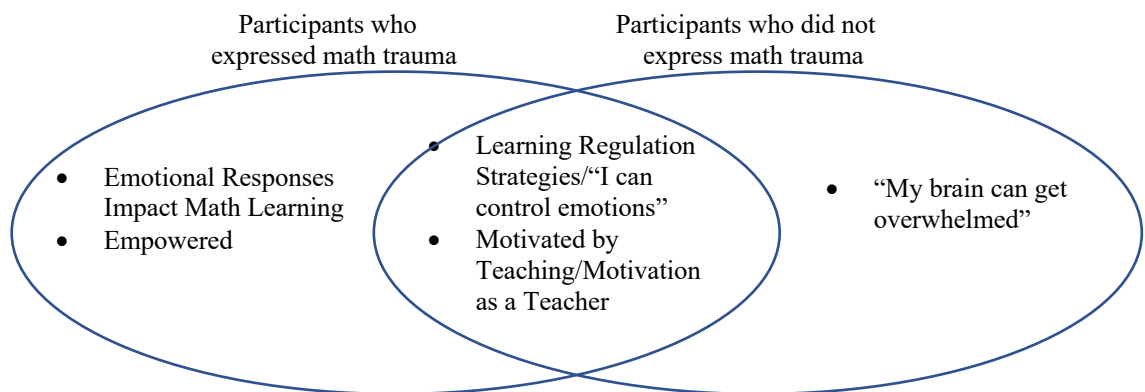 Participants who
expressed math trauma
Participants who did not
express math trauma
• Emotional Responses
Impact Math Learning
• Empowered
• Learning Regulation
Strategies/“I can
control emotions”
• Motivated by
Teaching/Motivation
as a Teacher
• “My brain can get
overwhelmed”